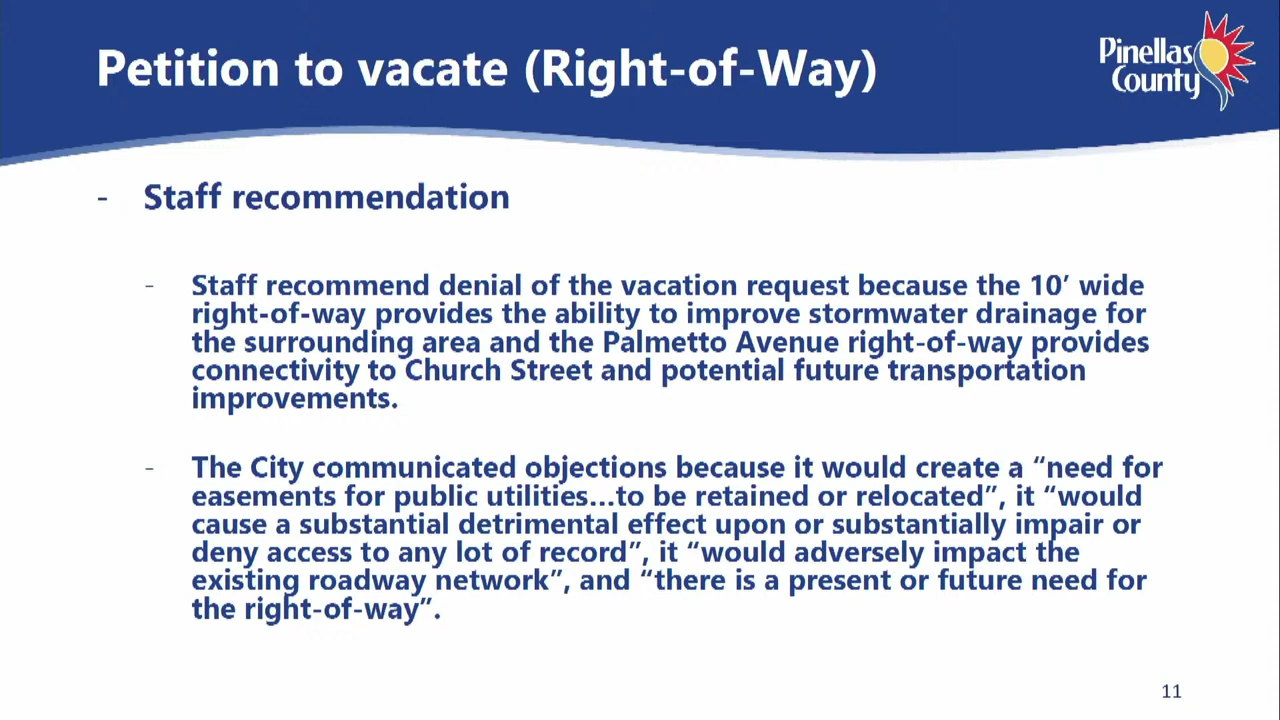 Petition to vacate (Right-of-Way)
Pinellas
County
- Staff recommendation
- Staff recommend denial of the vacation request because the 10’ wide
right-of-way provides the ability to improve stormwater drainage for
the surrounding area and the Palmetto Avenue right-of-way provides
connectivity to Church Street and potential future transportation
improvements.
- The City communicated objections because it would create a “need for
easements for public utilities…to be retained or relocated”, it “would
cause a substantial detrimental effect upon or substantially impair or
deny access to any lot of record”, it “would adversely impact the
existing roadway network”, and “there is a present or future need for
the right-of-way”.
11